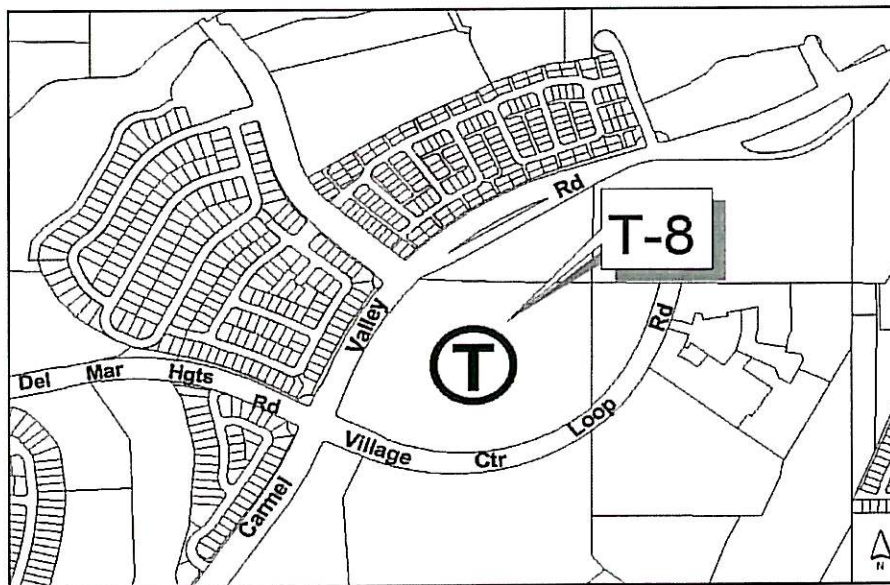 Rd
T-8
Valley
Rd
T
Del Mar Hgts
Rd
Village Ctr Loop
Carmel
N